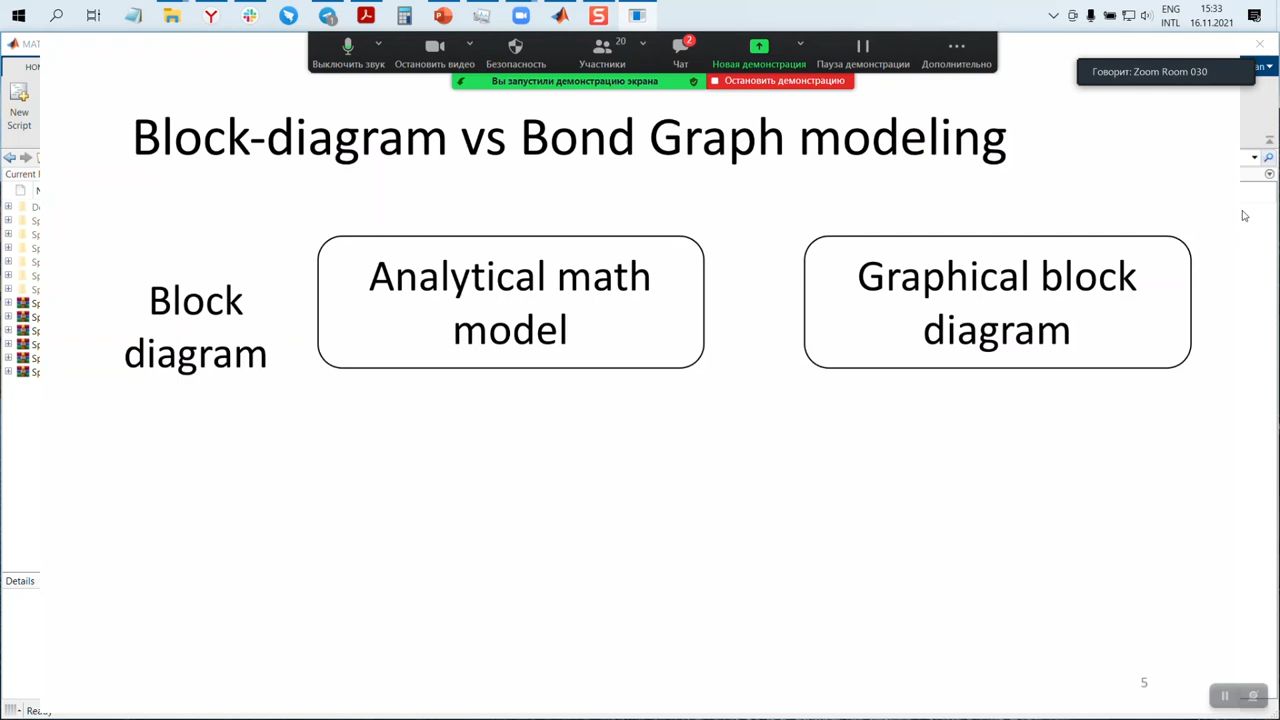 ENG
15:33
INTL
16.11.2021
20
2
Выключить звук
Остановить видео
Безопасность
Участники
Чат
Новая демонстрация
Пауза демонстрации
Дополнительно
Вы запустили демонстрацию экрана
Остановить демонстрацию
Говорит: Zoom Room 030
New
Script
Block-diagram vs Bond Graph modeling
Block
diagram
Analytical math
model
Graphical block
diagram
Details
5